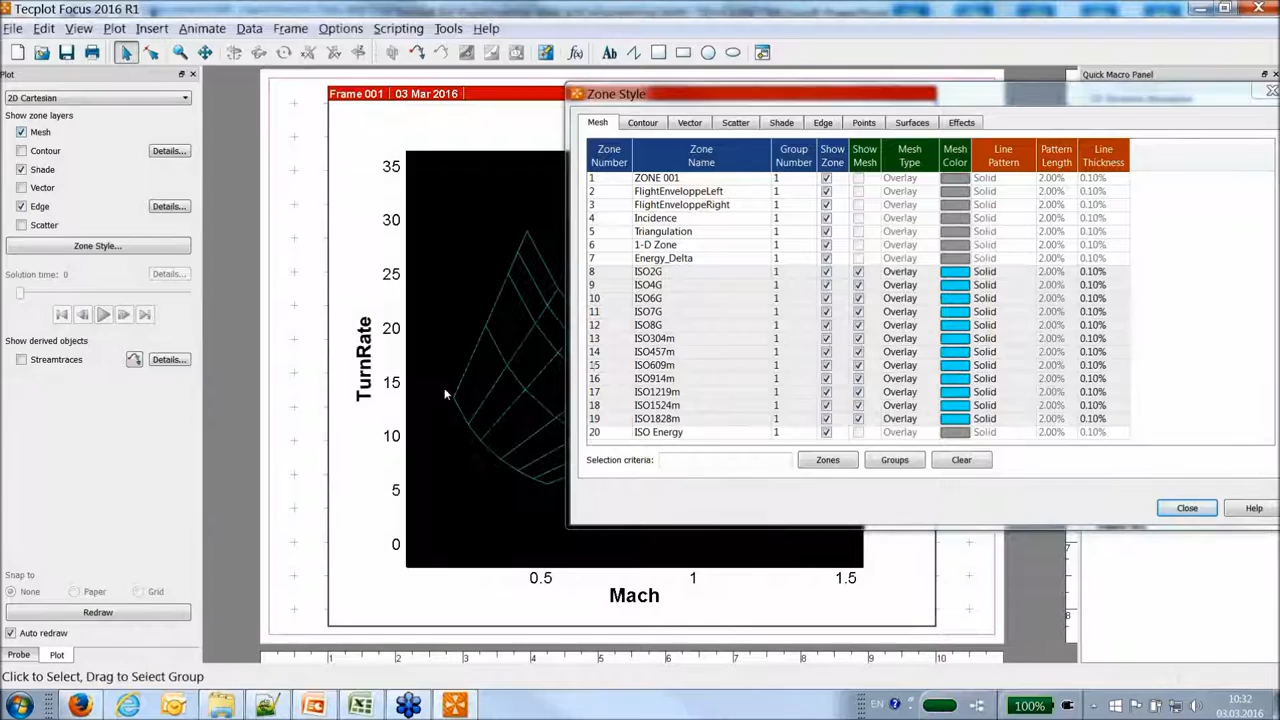 Tecplot Focus 2016 R1
File Edit View Plot Insert Animate Data Frame Options Scripting Tools Help
Plot
2D Cartesian
Show zone layers
Mesh
Contour Details...
Shade
Vector
Edge Details...
Scatter
Zone Style...
Solution time: 0 Details...
Show derived objects
Streamtraces Details...
Snap to
None Paper Grid
Redraw
Auto redraw
Probe Plot
Click to Select, Drag to Select Group
Frame 001 | 03 Mar 2016 |
TurnRate
35
30
25
20
15
10
5
0
0.5 1 1.5
Mach
1 2 3 4 5 6 7 8 9 10
Zone Style
Mesh Contour Vector Scatter Shade Edge Points Surfaces Effects
Zone Number Zone Name Group Number Show Zone Show Mesh Mesh Type Mesh Color Line Pattern Pattern Length Line Thickness
1 ZONE 001 1 Overlay Solid 2.00% 0.10%
2 FlightEnveloppeLeft 1 Overlay Solid 2.00% 0.10%
3 FlightEnveloppeRight 1 Overlay Solid 2.00% 0.10%
4 Incidence 1 Overlay Solid 2.00% 0.10%
5 Triangulation 1 Overlay Solid 2.00% 0.10%
6 1-D Zone 1 Overlay Solid 2.00% 0.10%
7 Energy_Delta 1 Overlay Solid 2.00% 0.10%
8 ISO2G 1 Overlay Solid 2.00% 0.10%
9 ISO4G 1 Overlay Solid 2.00% 0.10%
10 ISO6G 1 Overlay Solid 2.00% 0.10%
11 ISO7G 1 Overlay Solid 2.00% 0.10%
12 ISO8G 1 Overlay Solid 2.00% 0.10%
13 ISO304m 1 Overlay Solid 2.00% 0.10%
14 ISO457m 1 Overlay Solid 2.00% 0.10%
15 ISO609m 1 Overlay Solid 2.00% 0.10%
16 ISO914m 1 Overlay Solid 2.00% 0.10%
17 ISO1219m 1 Overlay Solid 2.00% 0.10%
18 ISO1524m 1 Overlay Solid 2.00% 0.10%
19 ISO1828m 1 Overlay Solid 2.00% 0.10%
20 ISO Energy 1 Overlay Solid 2.00% 0.10%
Selection criteria: Zones Groups Clear
Close Help
Quick Macro Panel
7
8
EN 100% 10:32
03.03.2016